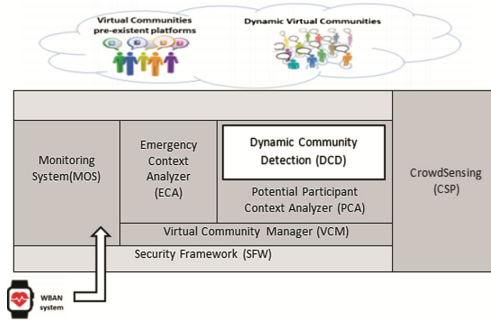 Virtual Communities
pre-existent platforms
Dynamic Virtual Communities
Monitoring
System(MOS)
Emergency
Context
Analyzer
(ECA)
Dynamic Community
Detection (DCD)
Potential Participant
Context Analyzer (PCA)
CrowdSensing
(CSP)
Virtual Community Manager (VCM)
Security Framework (SFW)
WBAN
system